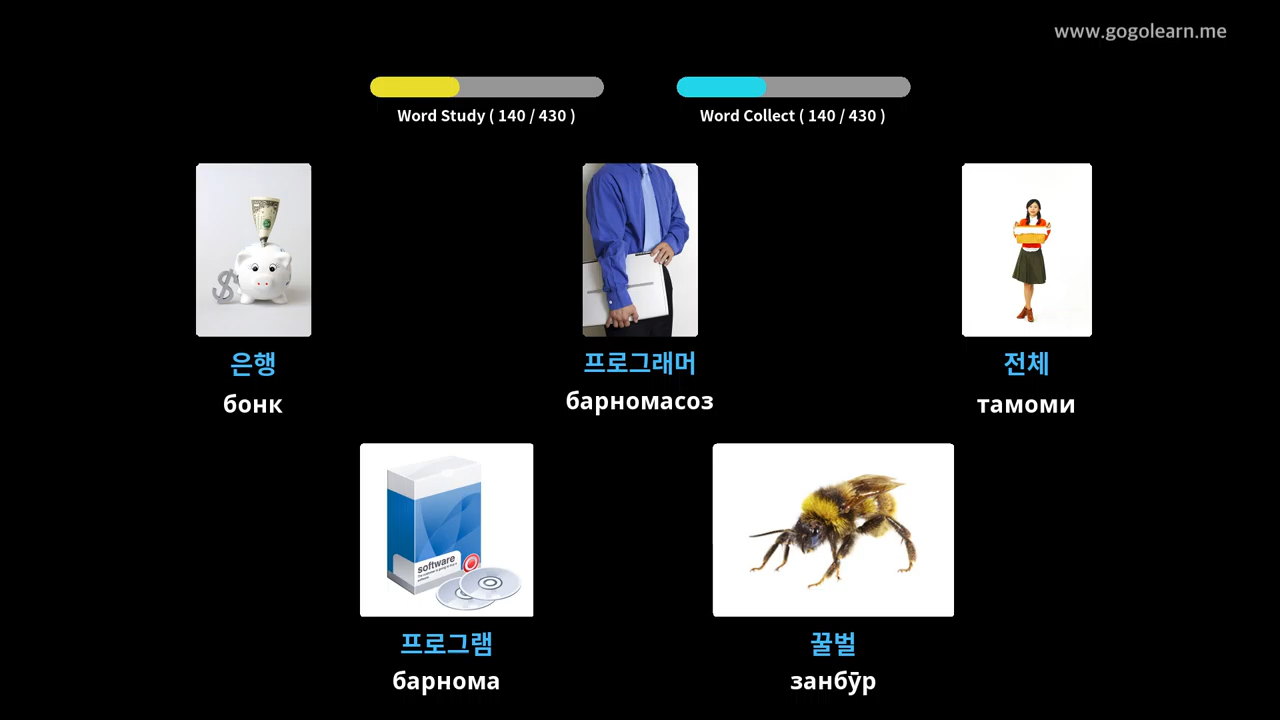 www.gogolearn.me
Word Study ( 140 / 430 )
Word Collect ( 140 / 430 )
은행
프로그래머
전체
бонк
барномасоз
тамоми
software
프로그램
꿀벌
барнома
занбӯр